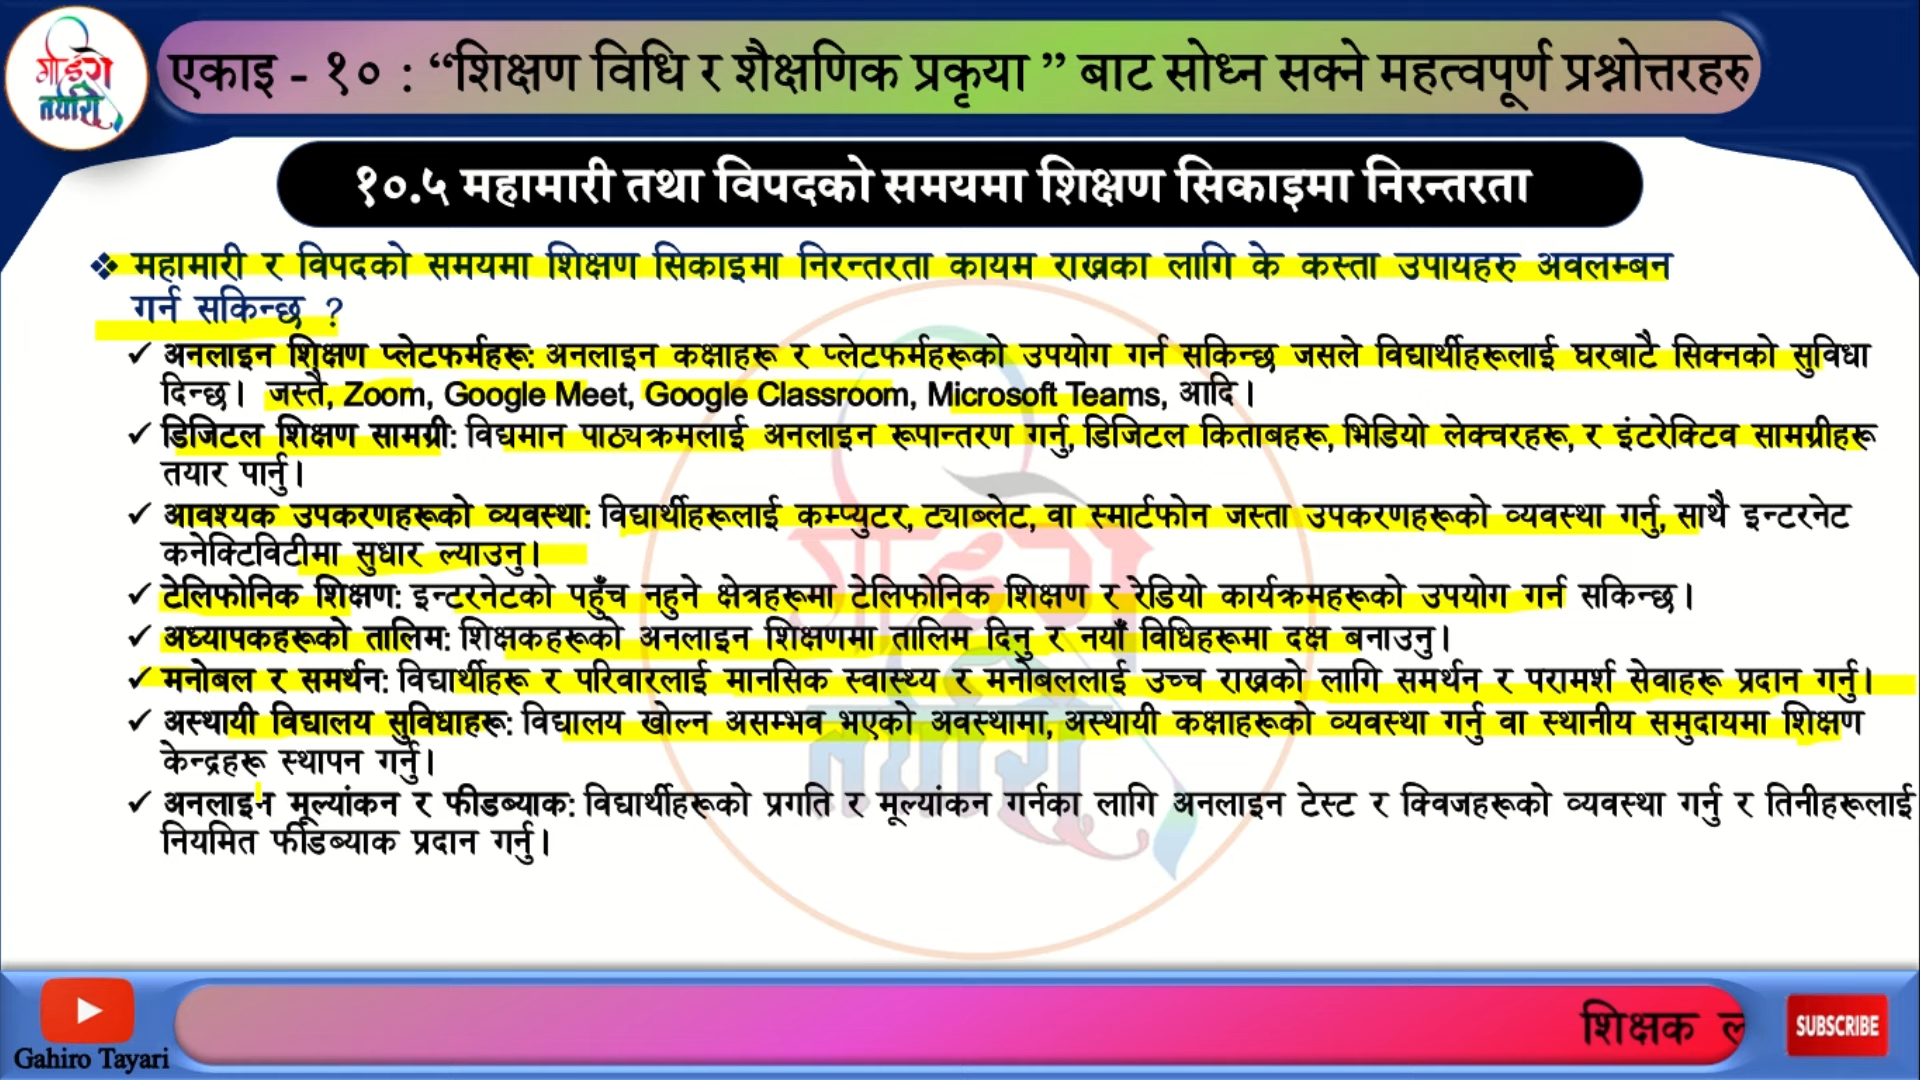 गहिरो
तयारी
एकाइ - १० : “शिक्षण विधि र शैक्षणिक प्रकृया ” बाट सोध्न सक्ने महत्वपूर्ण प्रश्नोत्तरहरु
१०.५ महामारी तथा विपदको समयमा शिक्षण सिकाइमा निरन्तरता
❖ महामारी र विपदको समयमा शिक्षण सिकाइमा निरन्तरता कायम राख्नका लागि के कस्ता उपायहरु अवलम्बन
गर्न सकिन्छ ?
✓ अनलाइन शिक्षण प्लेटफर्महरू: अनलाइन कक्षाहरू र प्लेटफर्महरूको उपयोग गर्न सकिन्छ जसले विद्यार्थीहरूलाई घरबाटै सिक्नको सुविधा
दिन्छ। जस्तै, Zoom, Google Meet, Google Classroom, Microsoft Teams, आदि ।
✓ डिजिटल शिक्षण सामग्री: विद्यमान पाठ्यक्रमलाई अनलाइन रूपान्तरण गर्नु, डिजिटल किताबहरू, भिडियो लेक्चरहरू, र इंटरेक्टिव सामग्रीहरू
तयार पार्नु।
✓ आवश्यक उपकरणहरूको व्यवस्था: विद्यार्थीहरूलाई कम्प्युटर, ट्याब्लेट, वा स्मार्टफोन जस्ता उपकरणहरूको व्यवस्था गर्नु, साथै इन्टरनेट
कनेक्टिविटीमा सुधार ल्याउनु।
✓ टेलिफोनिक शिक्षण: इन्टरनेटको पहुँच नहुने क्षेत्रहरूमा टेलिफोनिक शिक्षण र रेडियो कार्यक्रमहरूको उपयोग गर्न सकिन्छ।
✓ अध्यापकहरूको तालिम: शिक्षकहरूको अनलाइन शिक्षणमा तालिम दिनु र नयाँ विधिहरूमा दक्ष बनाउनु।
✓ मनोबल र समर्थन: विद्यार्थीहरू र परिवारलाई मानसिक स्वास्थ्य र मनोबललाई उच्च राख्नको लागि समर्थन र परामर्श सेवाहरू प्रदान गर्नु।
✓ अस्थायी विद्यालय सुविधाहरू: विद्यालय खोल्न असम्भव भएको अवस्थामा, अस्थायी कक्षाहरूको व्यवस्था गर्नु वा स्थानीय समुदायमा शिक्षण
केन्द्रहरू स्थापन गर्नु।
✓ अनलाइन मूल्यांकन र फीडब्याक: विद्यार्थीहरूको प्रगति र मूल्यांकन गर्नका लागि अनलाइन टेस्ट र क्विजहरूको व्यवस्था गर्नु र तिनीहरूलाई
नियमित फीडब्याक प्रदान गर्नु।
शिक्षक
SUBSCRIBE
Gahiro Tayari